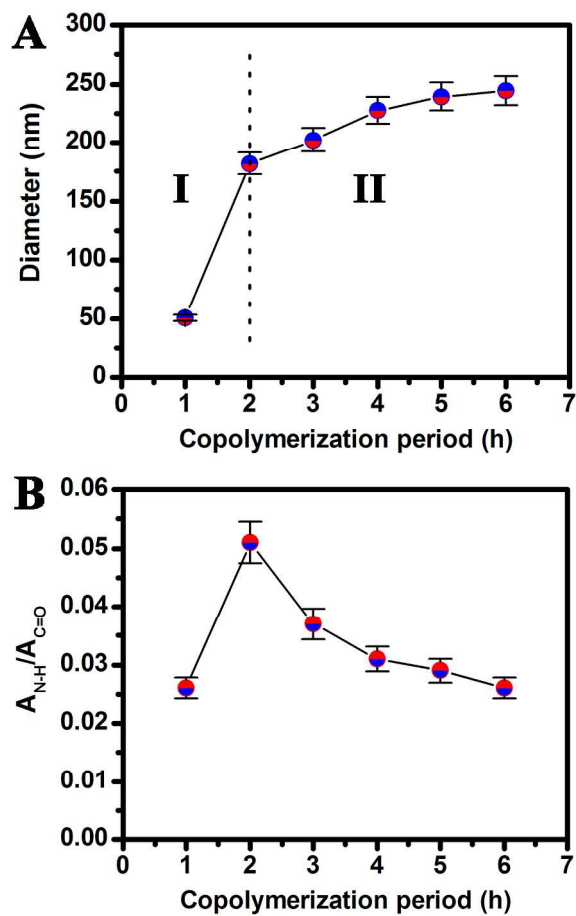 A
300
250
200
150
100
50
0
Diameter (nm)
I
II
0 1 2 3 4 5 6 7
Copolymerization period (h)
B
0.06
0.05
0.04
0.03
0.02
0.01
0.00
A_N-H/A_C=O
0 1 2 3 4 5 6 7
Copolymerization period (h)